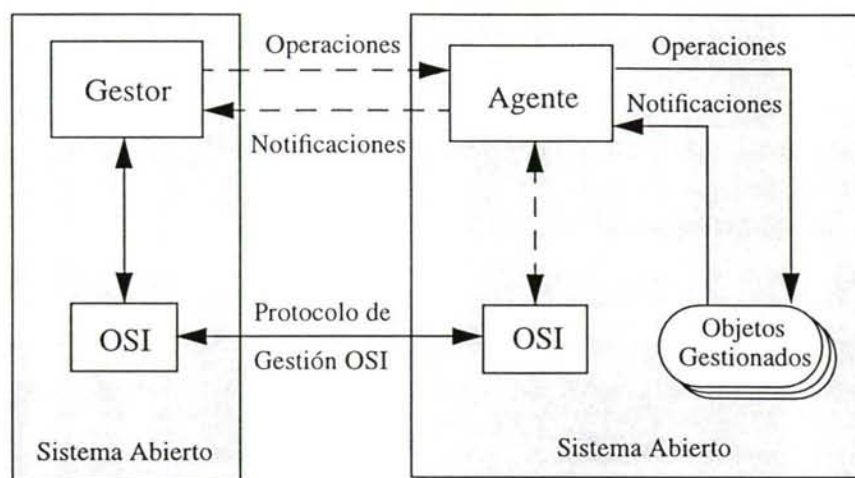 Operaciones
Gestor
Notificaciones
Agente
Operaciones
Notificaciones
OSI
Protocolo de
Gestión OSI
OSI
Objetos
Gestionados
Sistema Abierto
Sistema Abierto